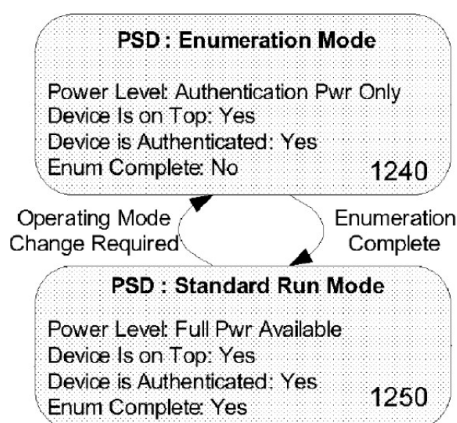 PSD : Enumeration Mode
Power Level: Authentication Pwr Only
Device Is on Top: Yes
Device is Authenticated: Yes
Enum Complete: No 1240
Operating Mode
Change Required
Enumeration
Complete
PSD : Standard Run Mode
Power Level: Full Pwr Available
Device Is on Top: Yes
Device is Authenticated: Yes
Enum Complete: Yes 1250